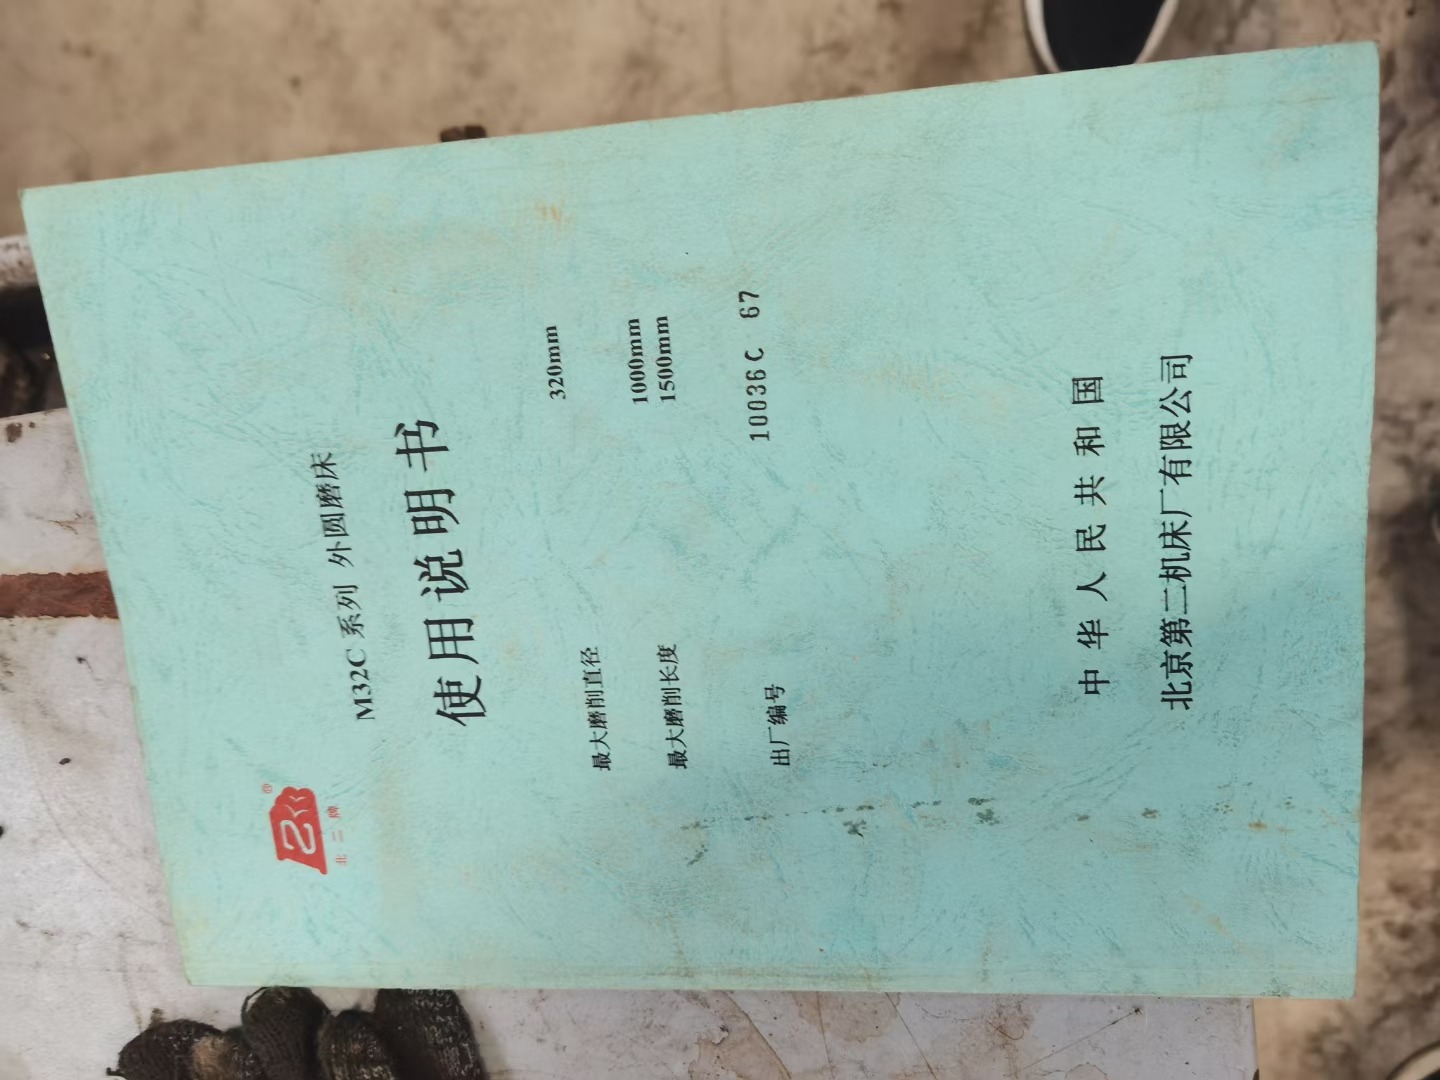 ®
北二牌
M32C 系列 外圆磨床
使用说明书
最大磨削直径 320mm
最大磨削长度 1000mm
1500mm
出厂编号 10036C 67
中华人民共和国
北京第二机床厂有限公司